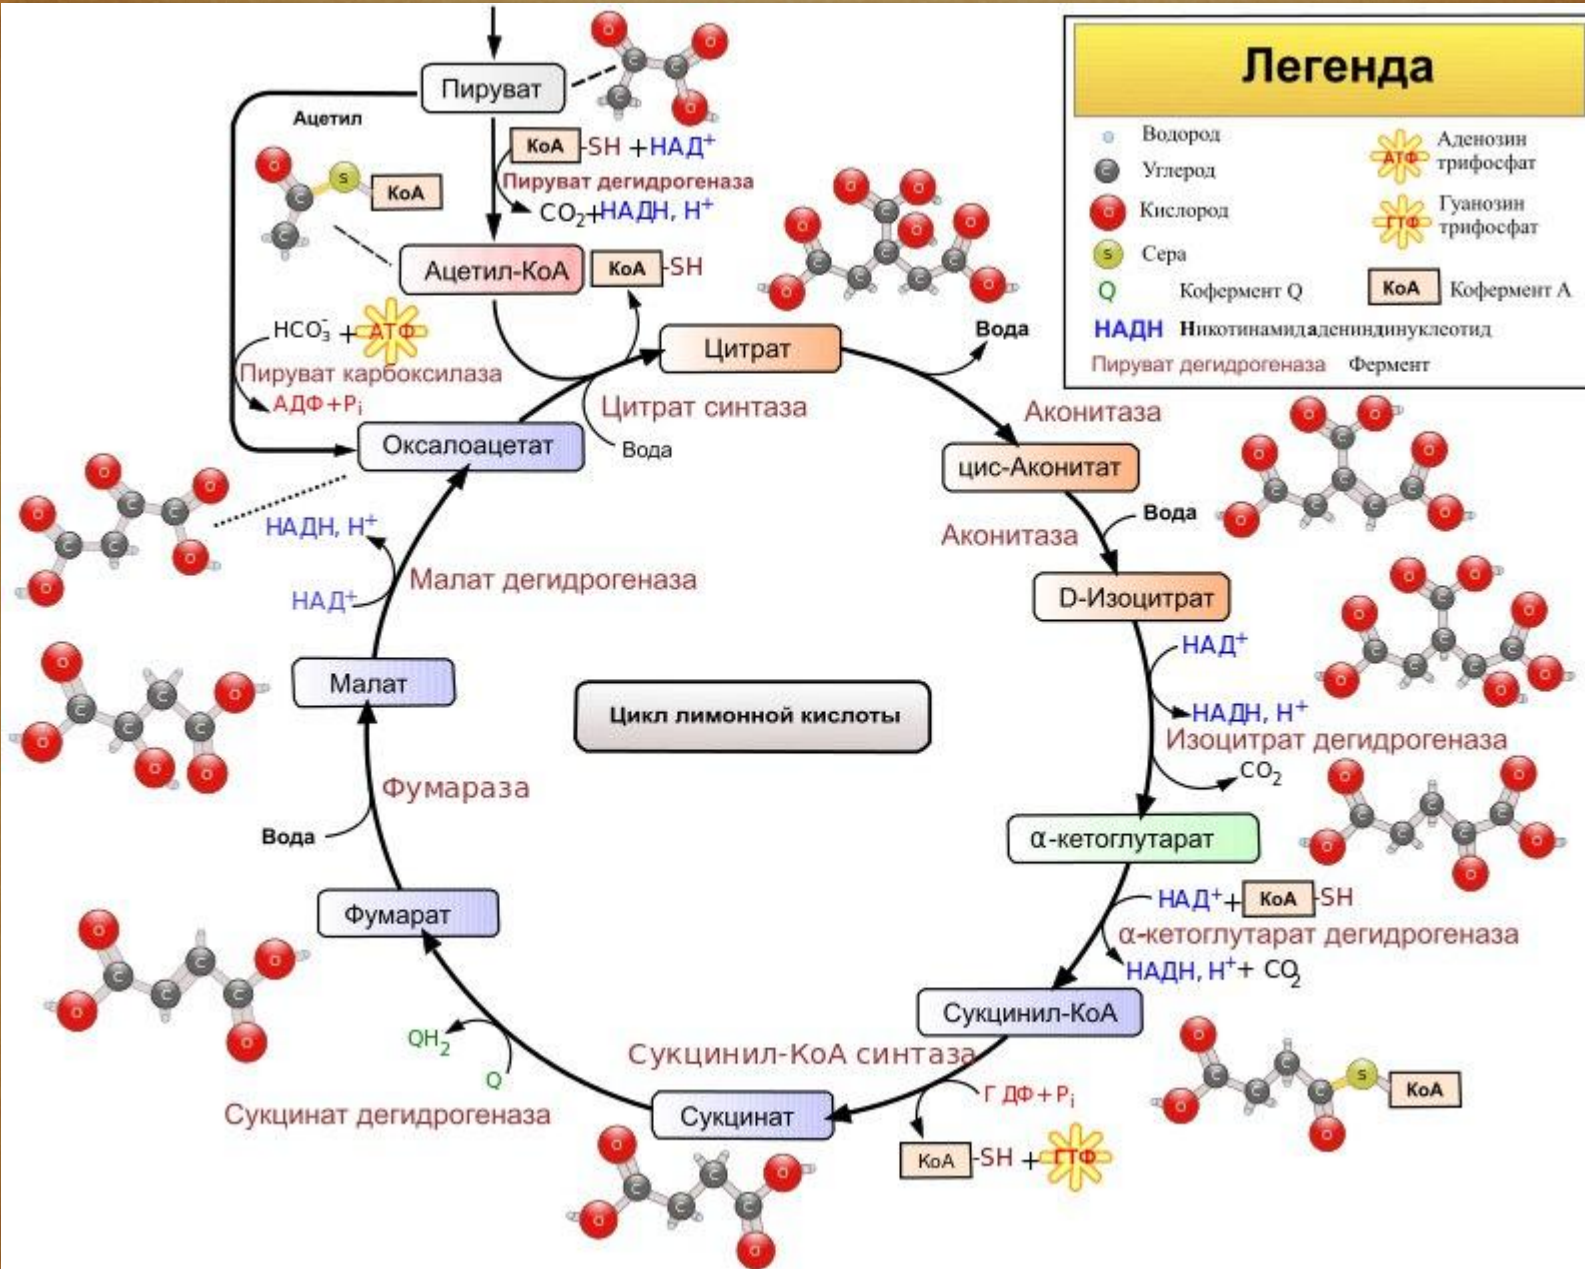 Пируват
Ацетил
КоА -SH +НАД+
Пируват дегидрогеназа
CO2+НАДН, H+
S КоА
Ацетил-КоА
КоА -SH
HCO3- + АТФ
Пируват карбоксилаза
АДФ+Pi
Цитрат
Вода
Цитрат синтаза
Вода
Оксалоацетат
Аконитаза
цис-Аконитат
Вода
Аконитаза
D-Изоцитрат
НАД+
НАДН, H+
Изоцитрат дегидрогеназа
CO2
α-кетоглутарат
НАД++ КоА -SH
α-кетоглутарат дегидрогеназа
НАДН, H++ CO2
Сукцинил-КоА
S КоА
Сукцинил-КоА синтаза
Г ДФ+Pi
КоА -SH + ГТФ
Сукцинат
Q
QH2
Сукцинат дегидрогеназа
Фумарат
Вода
Фумараза
Малат
НАД+
НАДН, H+
Малат дегидрогеназа
Цикл лимонной кислоты
Легенда
Водород
C Углерод
O Кислород
S Сера
Q Кофермент Q
АТФ Аденозин
трифосфат
ГТФ Гуанозин
трифосфат
КоА Кофермент А
НАДН Никотинамидадениндинуклеотид
Пируват дегидрогеназа Фермент